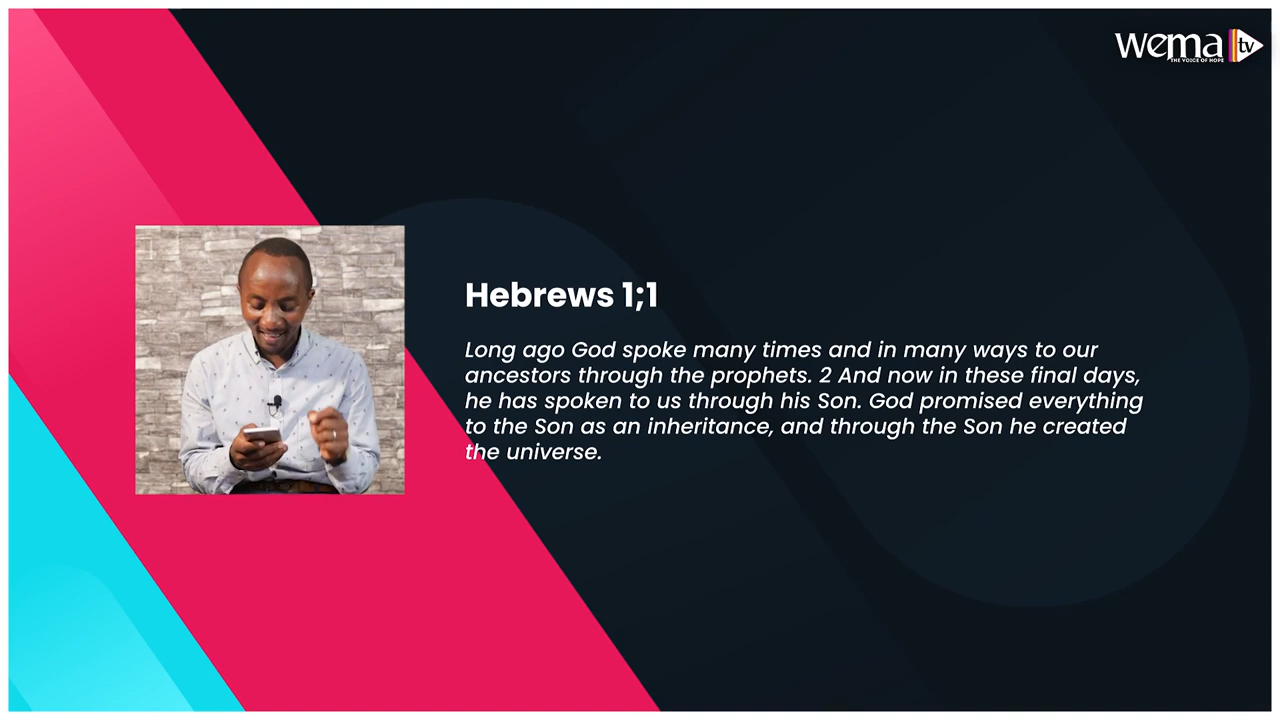 wema tv
THE VOICE OF HOPE
Hebrews 1;1
Long ago God spoke many times and in many ways to our
ancestors through the prophets. 2 And now in these final days,
he has spoken to us through his Son. God promised everything
to the Son as an inheritance, and through the Son he created
the universe.